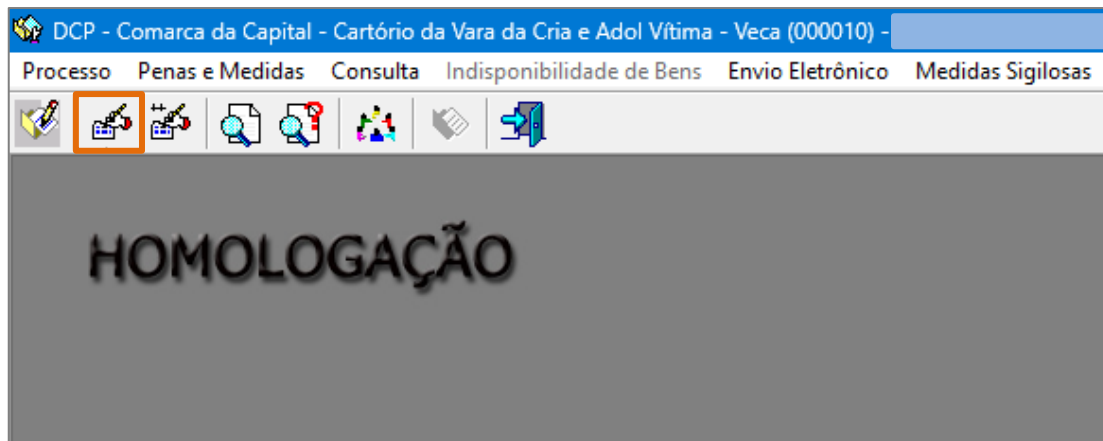 DCP - Comarca da Capital - Cartório da Vara da Cria e Adol Vítima - Veca (000010) -
Processo Penas e Medidas Consulta Indisponibilidade de Bens Envio Eletrônico Medidas Sigilosas
HOMOLOGAÇÃO